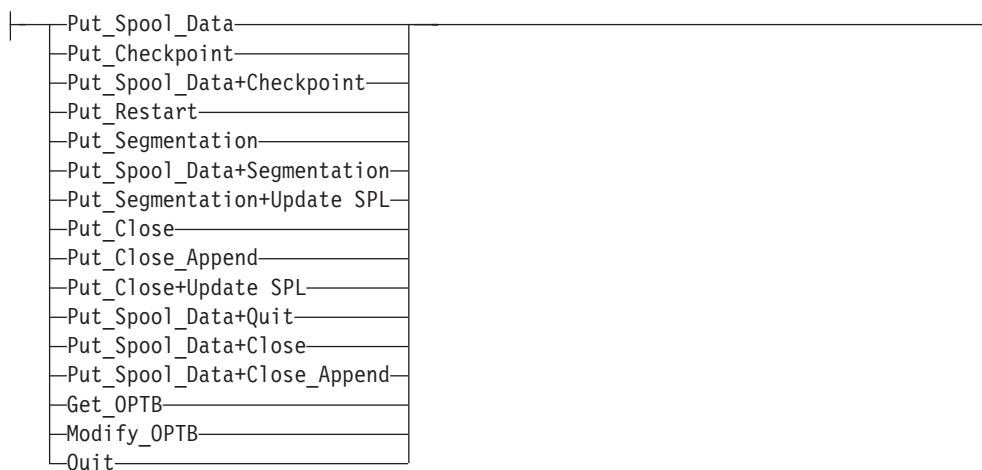 Put_Spool_Data
Put_Checkpoint
Put_Spool_Data+Checkpoint
Put_Restart
Put_Segmentation
Put_Spool_Data+Segmentation
Put_Segmentation+Update SPL
Put_Close
Put_Close_Append
Put_Close+Update SPL
Put_Spool_Data+Quit
Put_Spool_Data+Close
Put_Spool_Data+Close_Append
Get_OPTB
Modify_OPTB
Quit